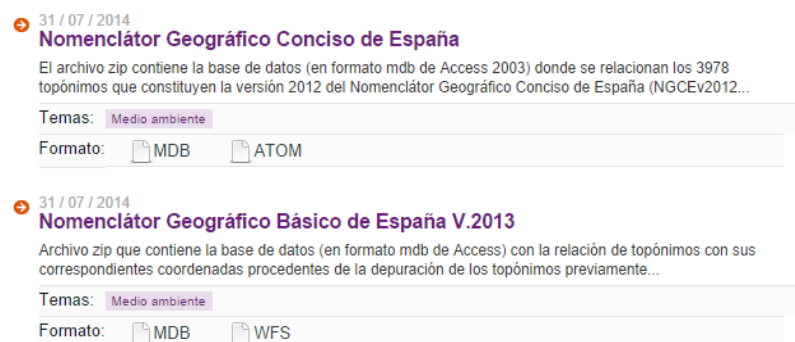 31 / 07 / 2014
Nomenclátor Geográfico Conciso de España
El archivo zip contiene la base de datos (en formato mdb de Access 2003) donde se relacionan los 3978
topónimos que constituyen la versión 2012 del Nomenclátor Geográfico Conciso de España (NGCEv2012...
Temas: Medio ambiente
Formato: MDB ATOM
31 / 07 / 2014
Nomenclátor Geográfico Básico de España V.2013
Archivo zip que contiene la base de datos (en formato mdb de Access) con la relación de topónimos con sus
correspondientes coordenadas procedentes de la depuración de los topónimos previamente...
Temas: Medio ambiente
Formato: MDB WFS